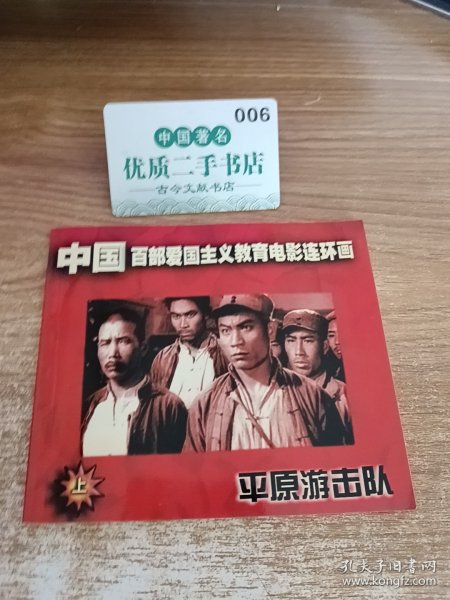 006
中国著名
优质二手书店
古今文献书店
中国 百部爱国主义教育电影连环画
上
平原游击队
孔夫子旧书网
www.kongfz.com